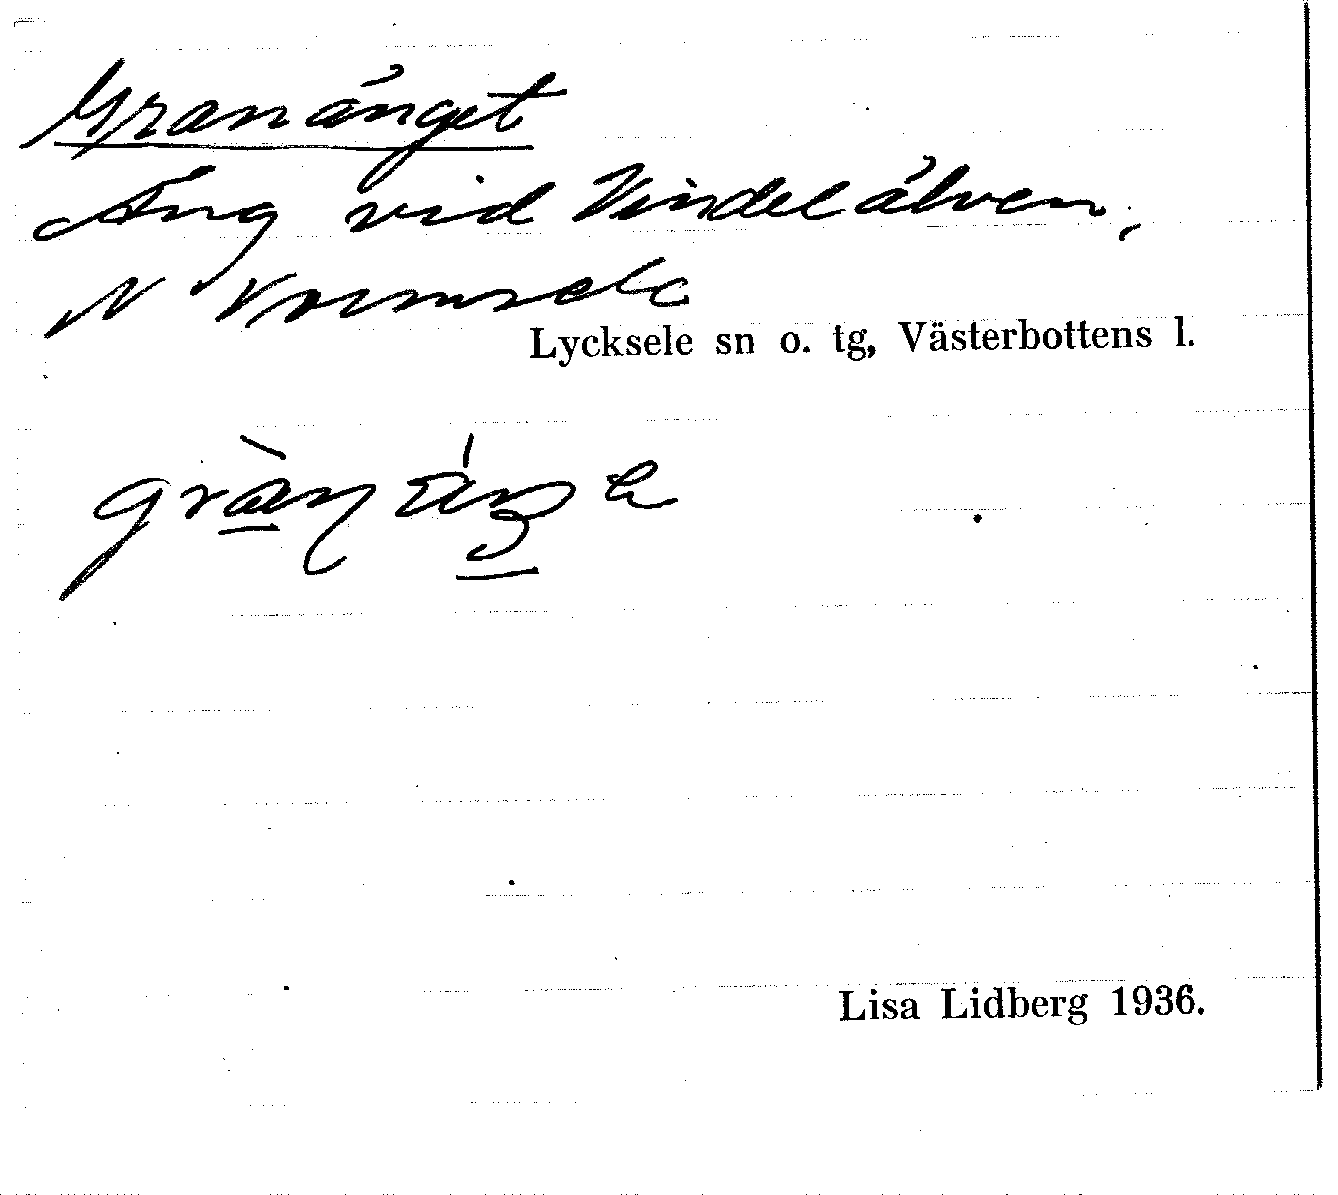 Granänget
Äng vid Vindelälven,
N Vormsele
Lycksele sn o. tg, Västerbottens l.
Lisa Lidberg 1936.